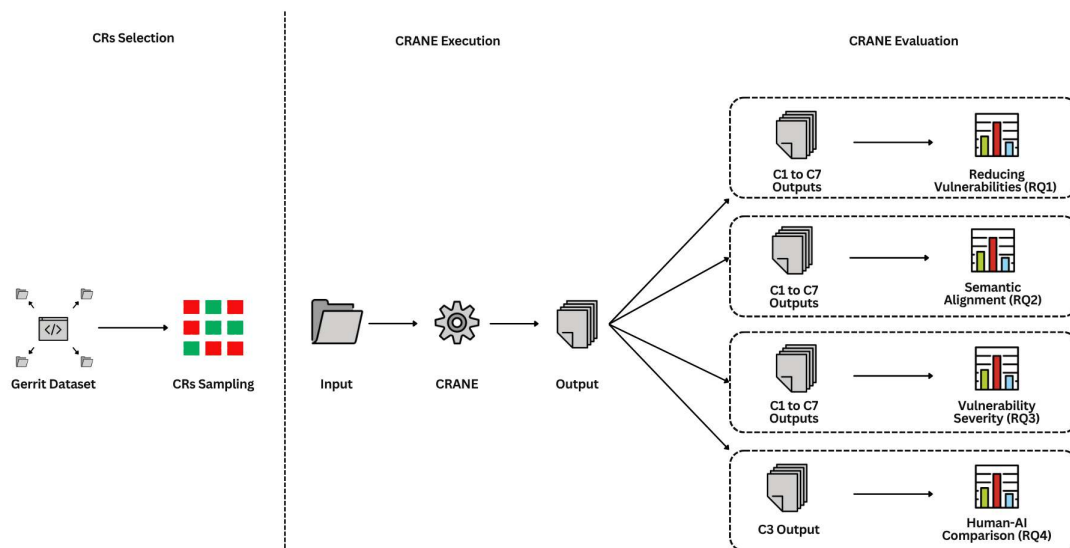 CRs Selection
CRANE Execution
CRANE Evaluation
Gerrit Dataset
CRs Sampling
Input
CRANE
Output
C1 to C7
Outputs
Reducing
Vulnerabilities (RQ1)
C1 to C7
Outputs
Semantic
Alignment (RQ2)
C1 to C7
Outputs
Vulnerability
Severity (RQ3)
C3 Output
Human-AI
Comparison (RQ4)